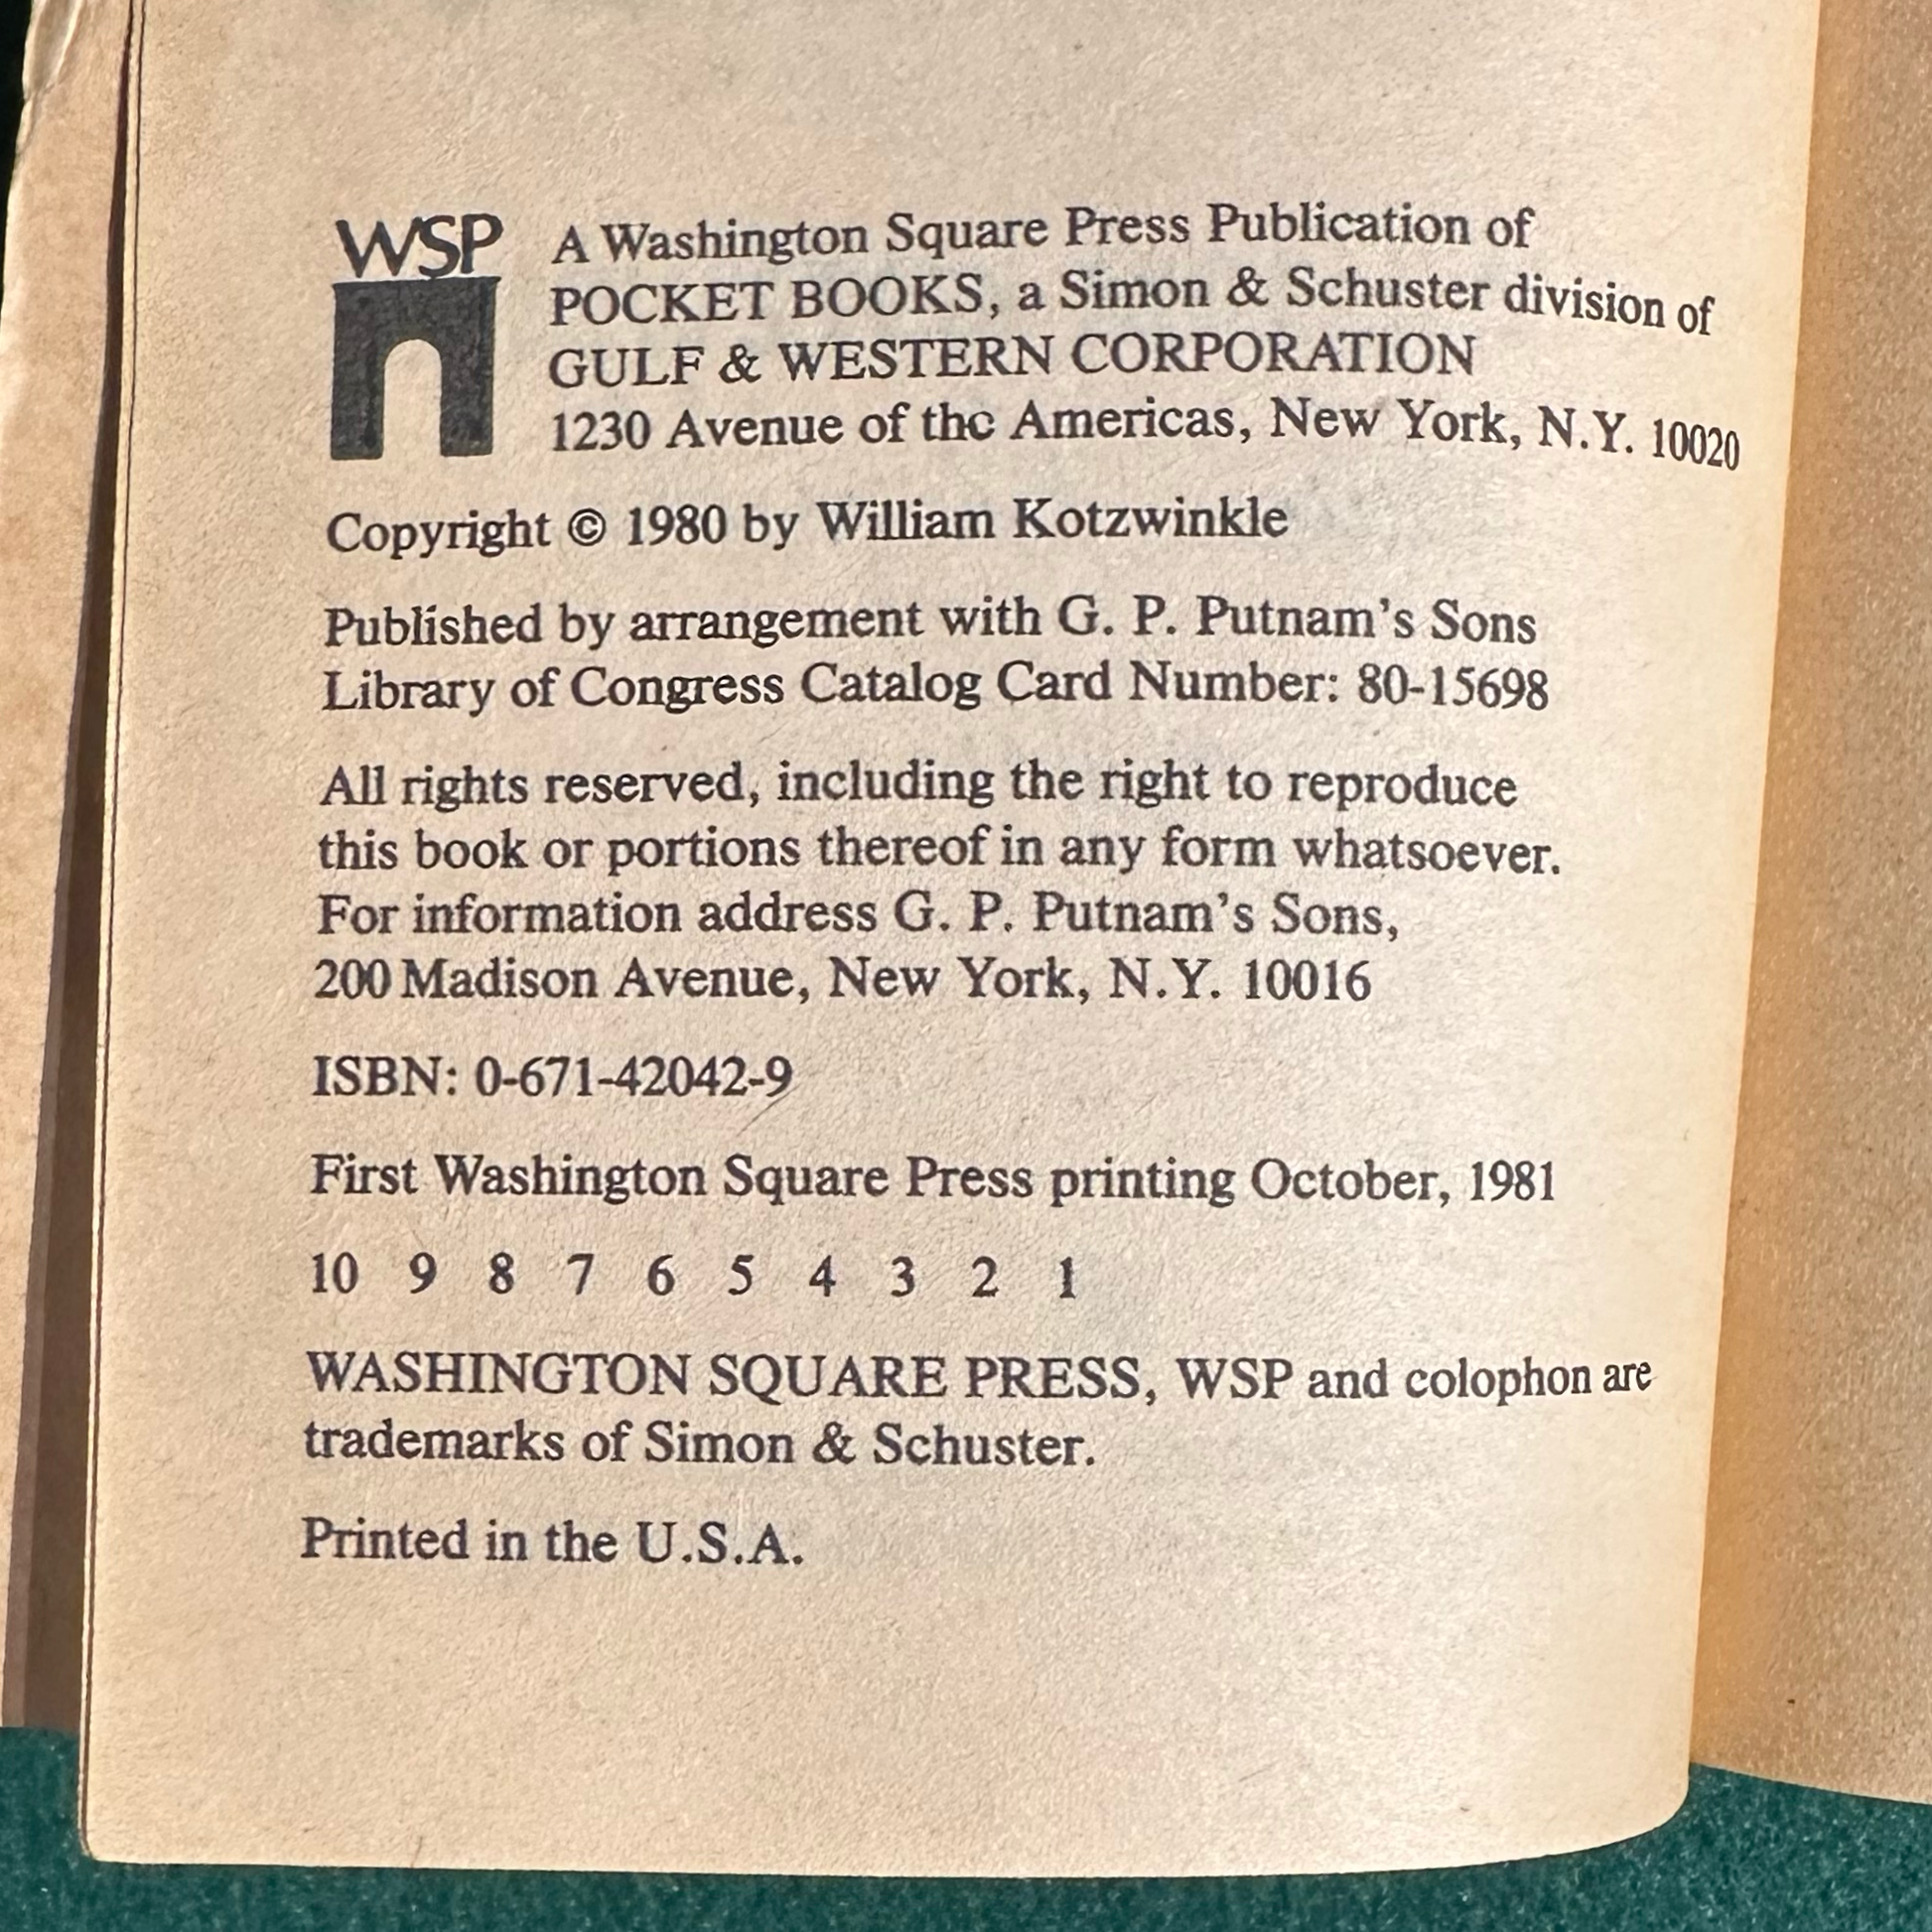 WSP
A Washington Square Press Publication of
POCKET BOOKS, a Simon & Schuster division of
GULF & WESTERN CORPORATION
1230 Avenue of the Americas, New York, N.Y. 10020
Copyright © 1980 by William Kotzwinkle
Published by arrangement with G. P. Putnam's Sons
Library of Congress Catalog Card Number: 80-15698
All rights reserved, including the right to reproduce
this book or portions thereof in any form whatsoever.
For information address G. P. Putnam's Sons,
200 Madison Avenue, New York, N.Y. 10016
ISBN: 0-671-42042-9
First Washington Square Press printing October, 1981
10 9 8 7 6 5 4 3 2 1
WASHINGTON SQUARE PRESS, WSP and colophon are
trademarks of Simon & Schuster.
Printed in the U.S.A.